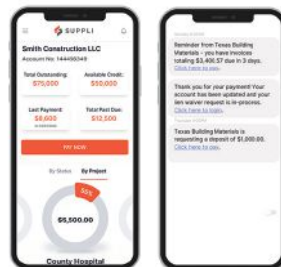 SUPPLI
Smith Construction LLC
Account No: 144498349
Total Outstanding:
$75,000
Available Credit:
$50,000
Last Payment:
$8,600
Total Past Due:
$12,500
PAY NOW
By Status
By Project
50%
$5,500.00
County Hospital
Reminder from Texas Building
Materials - you have invoices
totaling $3,406.57 due in 3 days.
Click here to pay.
Thank you for your payment! Your
account has been updated and your
lien waiver request is in-process.
Click here to login.
Texas Building Materials is
requesting a deposit of $1,000.00.
Click here to pay.